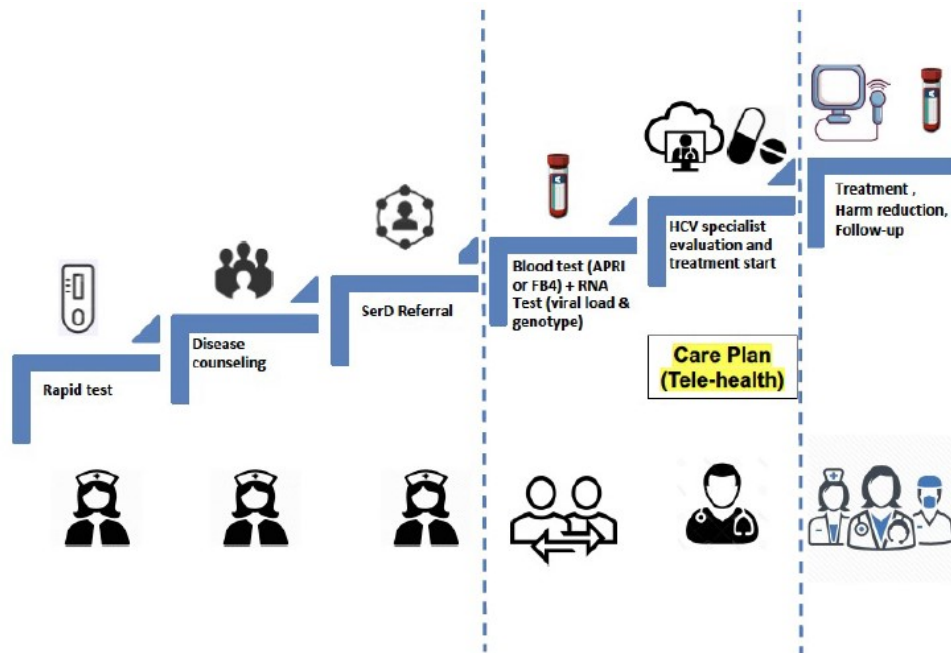 Rapid test
Disease
counseling
SerD Referral
Blood test (APRI
or FB4) + RNA
Test (viral load &
genotype)
HCV specialist
evaluation and
treatment start
Care Plan
(Tele-health)
Treatment ,
Harm reduction,
Follow-up